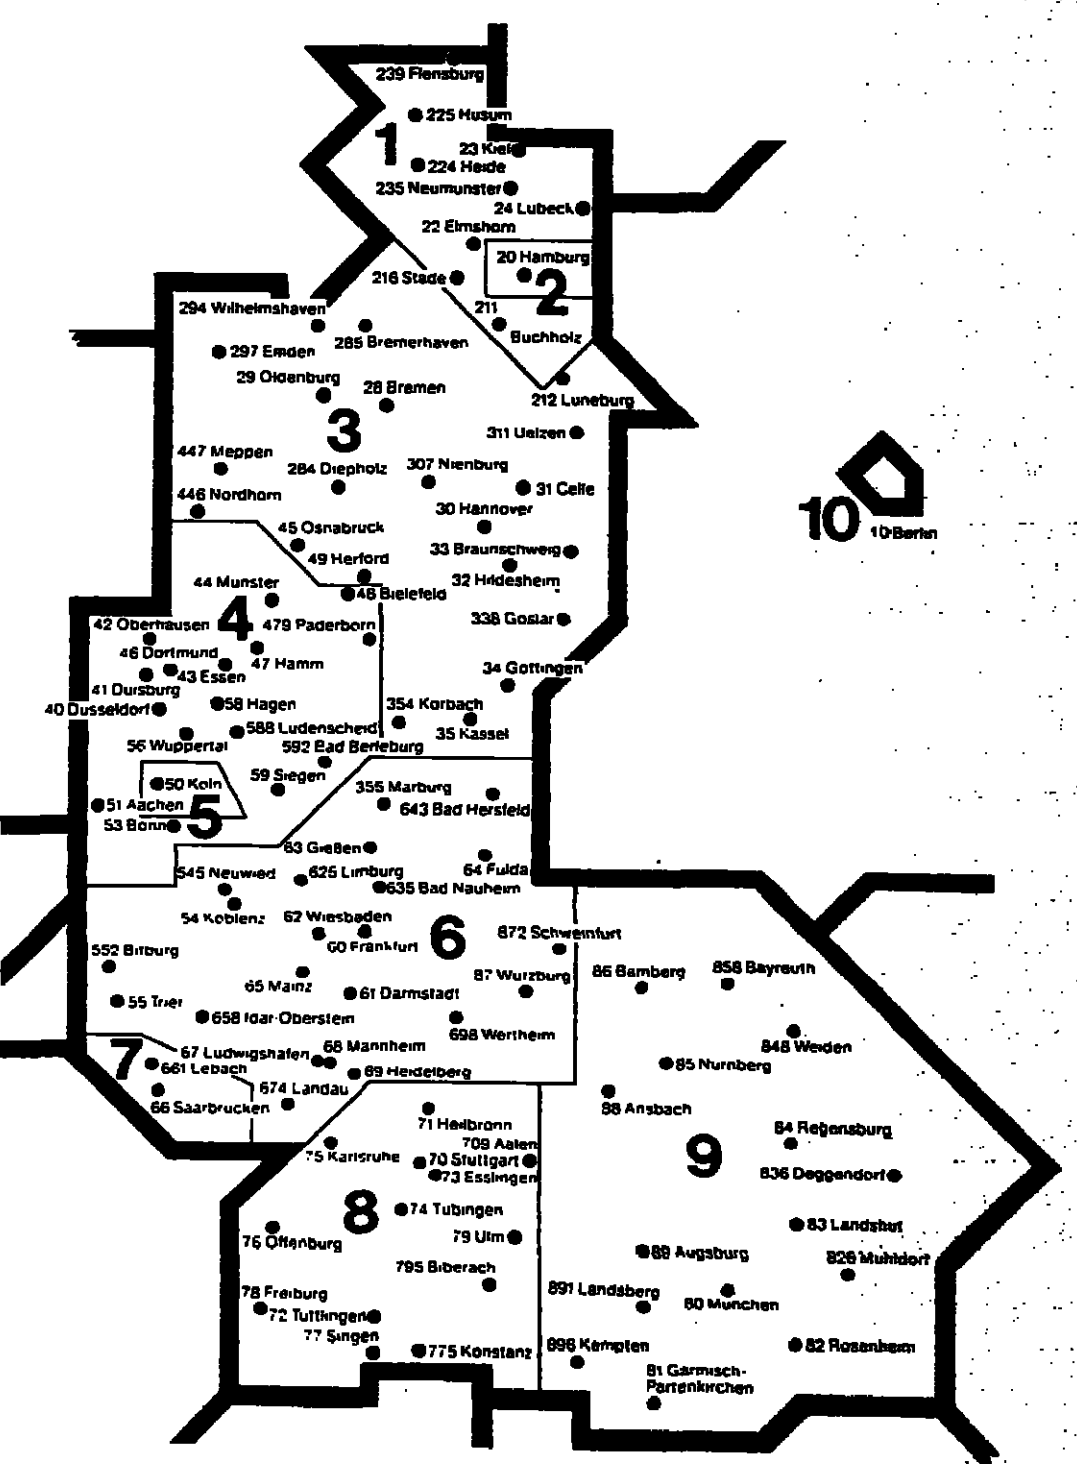 239 Flensburg
225 Husum
1
23 Kiel
224 Heide
235 Neumunster
24 Lubeck
22 Elmshorn
20 Hamburg
216 Stade
2
211
Buchholz
294 Wilhelmshaven
285 Bremerhaven
297 Emden
29 Oldenburg
28 Bremen
212 Luneburg
3
311 Uelzen
447 Meppen
284 Diepholz
307 Nienburg
31 Celle
446 Nordhorn
30 Hannover
10
10 Berlin
45 Osnabruck
33 Braunschweig
49 Herford
32 Hildesheim
44 Munster
48 Bielefeld
338 Goslar
42 Oberhausen
4
479 Paderborn
46 Dortmund
47 Hamm
43 Essen
34 Gottingen
41 Duisburg
40 Dusseldorf
58 Hagen
354 Korbach
588 Ludenscheid
35 Kassel
56 Wuppertal
592 Bad Berleburg
59 Siegen
50 Koln
355 Marburg
51 Aachen
5
643 Bad Hersfeld
53 Bonn
63 Gießen
64 Fulda
545 Neuwied
625 Limburg
635 Bad Nauheim
54 Koblenz
62 Wiesbaden
6
872 Schweinfurt
60 Frankfurt
552 Bitburg
87 Wurzburg
86 Bamberg
858 Bayreuth
65 Mainz
61 Darmstadt
55 Trier
658 Idar-Oberstein
698 Wertheim
848 Weiden
7
67 Ludwigshafen
68 Mannheim
661 Lebach
69 Heidelberg
85 Nurnberg
674 Landau
66 Saarbrucken
88 Ansbach
71 Heilbronn
84 Regensburg
709 Aalen
75 Karlsruhe
70 Stuttgart
9
73 Esslingen
836 Deggendorf
8
74 Tubingen
83 Landshut
76 Offenburg
79 Ulm
89 Augsburg
826 Muhldorf
795 Biberach
78 Freiburg
891 Landsberg
80 Munchen
72 Tuttlingen
77 Singen
775 Konstanz
896 Kempten
82 Rosenheim
81 Garmisch-
Partenkirchen